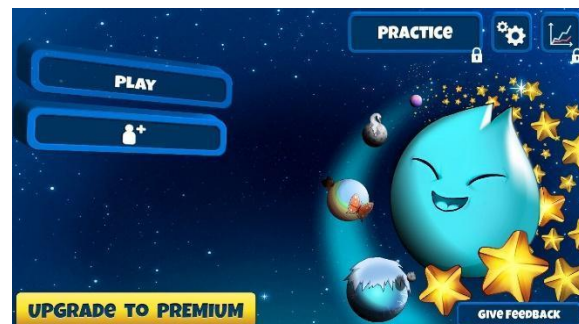 PRACTICE
PLAY
UPGRADE TO PREMIUM
GIVE FEEDBACK